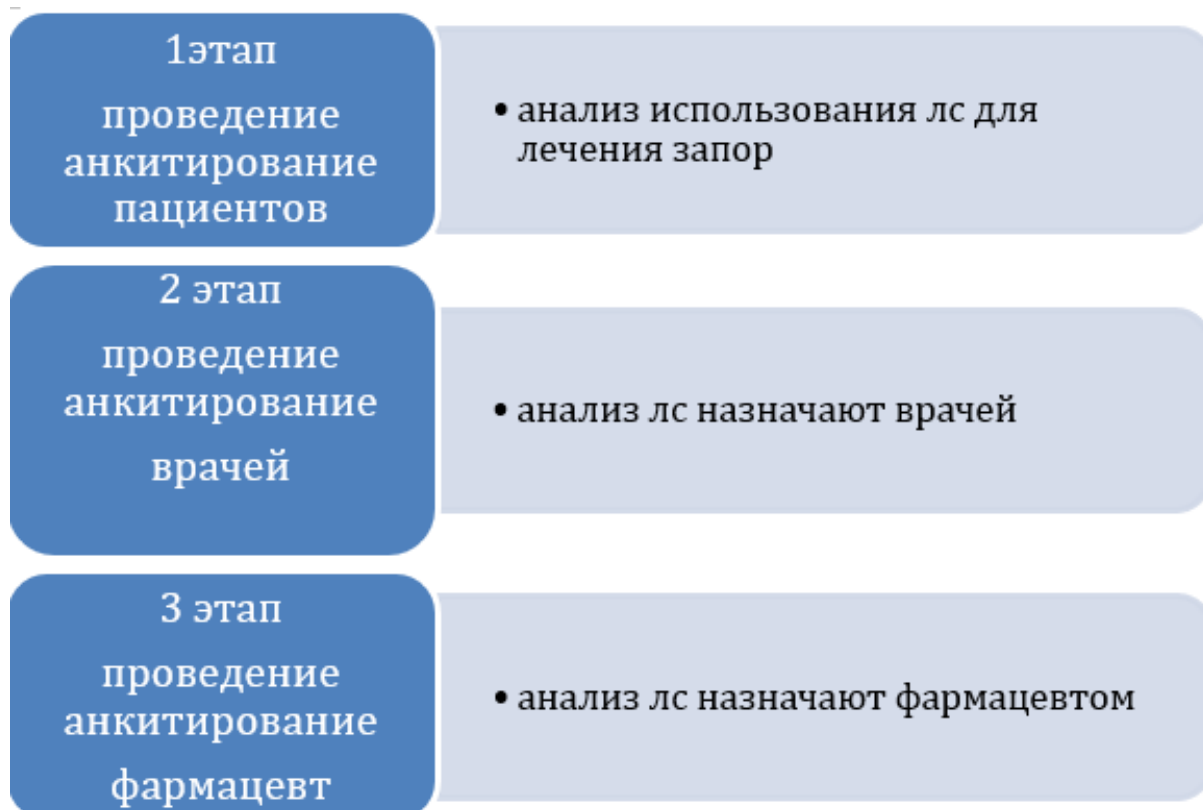 1этап
проведение
анкитирование
пациентов
• анализ использования лс для
лечения запор
2 этап
проведение
анкитирование
врачей
• анализ лс назначают врачей
3 этап
проведение
анкитирование
фармацевт
• анализ лс назначают фармацевтом